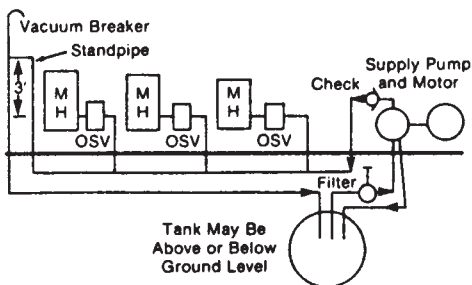 Vacuum Breaker
Standpipe
Supply Pump
and Motor
Check
3'
M
H
M
H
M
H
OSV
OSV
OSV
Filter
Tank May Be
Above or Below
Ground Level